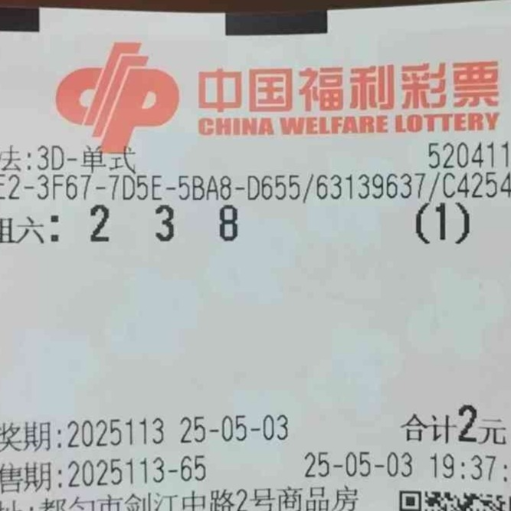 中国福利彩票
CHINA WELFARE LOTTERY
法:3D-单式 520411
E2-3F67-7D5E-5BA8-D655/63139637/C4254
组六: 2 3 8 (1)
奖期:2025113 25-05-03 合计2元
售期:2025113-65 25-05-03 19:37:
址:都匀市剑江中路2号商品房